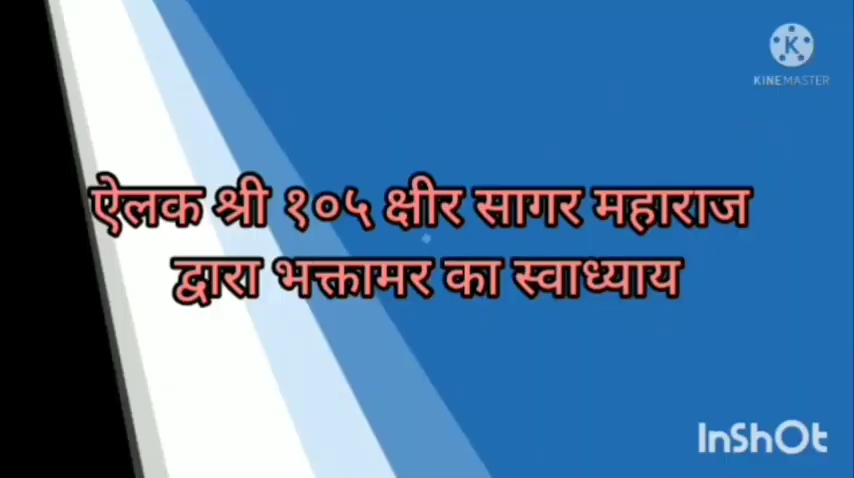 KINEMASTER
ऐलक श्री १०५ क्षीर सागर महाराज
द्वारा भक्तामर का स्वाध्याय
InShOt